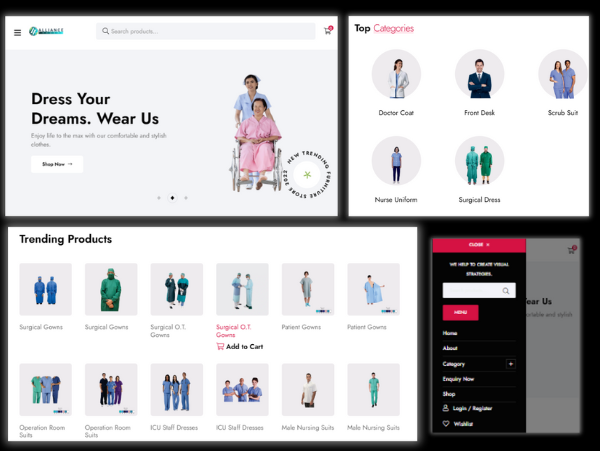 ALLIANCE
Search products...
Dress Your
Dreams. Wear Us
Enjoy life to the max with our comfortable and stylish
clothes.
Shop Now →
NEW TRENDING FURNITURE STORE 2022
Top Categories
Doctor Coat
Front Desk
Scrub Suit
Nurse Uniform
Surgical Dress
Trending Products
Surgical Gowns
Surgical Gowns
Surgical O.T.
Gowns
Surgical O.T.
Gowns
Add to Cart
Patient Gowns
Patient Gowns
Operation Room
Suits
Operation Room
Suits
ICU Staff Dresses
ICU Staff Dresses
Male Nursing Suits
Male Nursing Suits
CLOSE
WE HELP TO CREATE VISUAL
STRATEGIES.
MENU
Home
About
Category +
Enquiry Now
Shop
Login / Register
Wishlist
ear Us
ortable and stylish